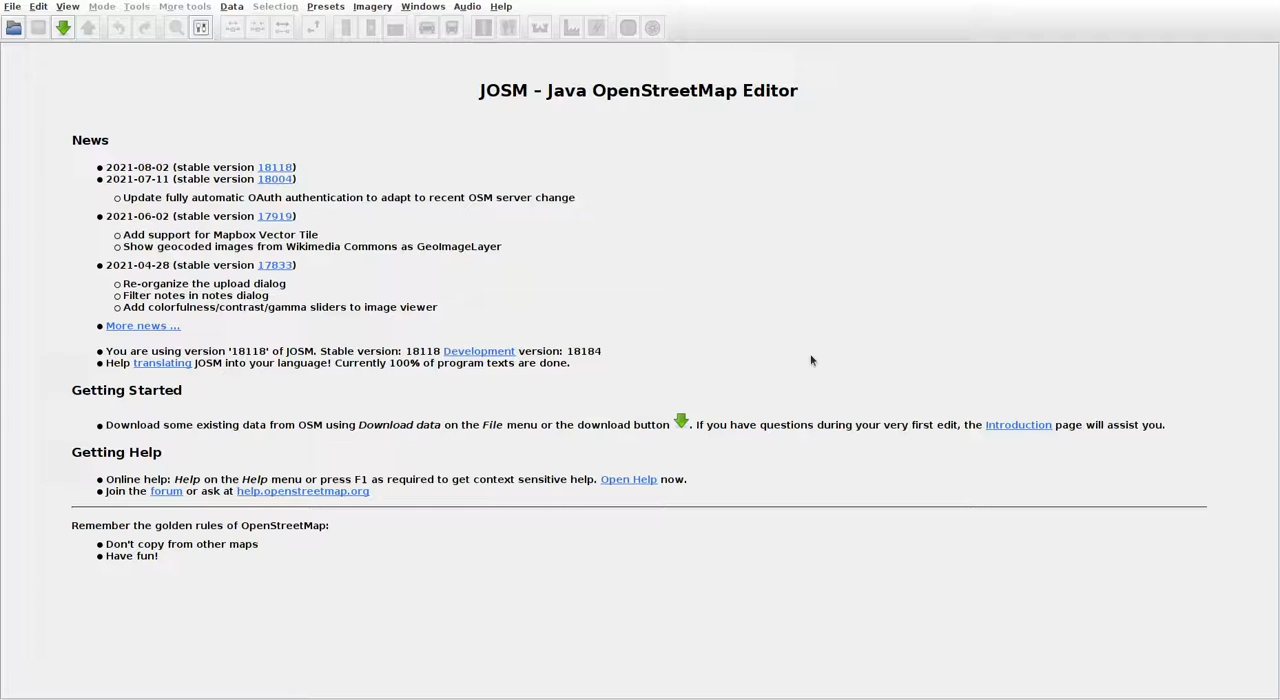 File Edit View Mode Tools More tools Data Selection Presets Imagery Windows Audio Help
JOSM – Java OpenStreetMap Editor
News
● 2021-08-02 (stable version 18118)
● 2021-07-11 (stable version 18004)
○ Update fully automatic OAuth authentication to adapt to recent OSM server change
● 2021-06-02 (stable version 17919)
○ Add support for Mapbox Vector Tile
○ Show geocoded images from Wikimedia Commons as GeoImageLayer
● 2021-04-28 (stable version 17833)
○ Re-organize the upload dialog
○ Filter notes in notes dialog
○ Add colorfulness/contrast/gamma sliders to image viewer
● More news ...
● You are using version '18118' of JOSM. Stable version: 18118 Development version: 18184
● Help translating JOSM into your language! Currently 100% of program texts are done.
Getting Started
● Download some existing data from OSM using Download data on the File menu or the download button . If you have questions during your very first edit, the Introduction page will assist you.
Getting Help
● Online help: Help on the Help menu or press F1 as required to get context sensitive help. Open Help now.
● Join the forum or ask at help.openstreetmap.org
Remember the golden rules of OpenStreetMap:
● Don't copy from other maps
● Have fun!